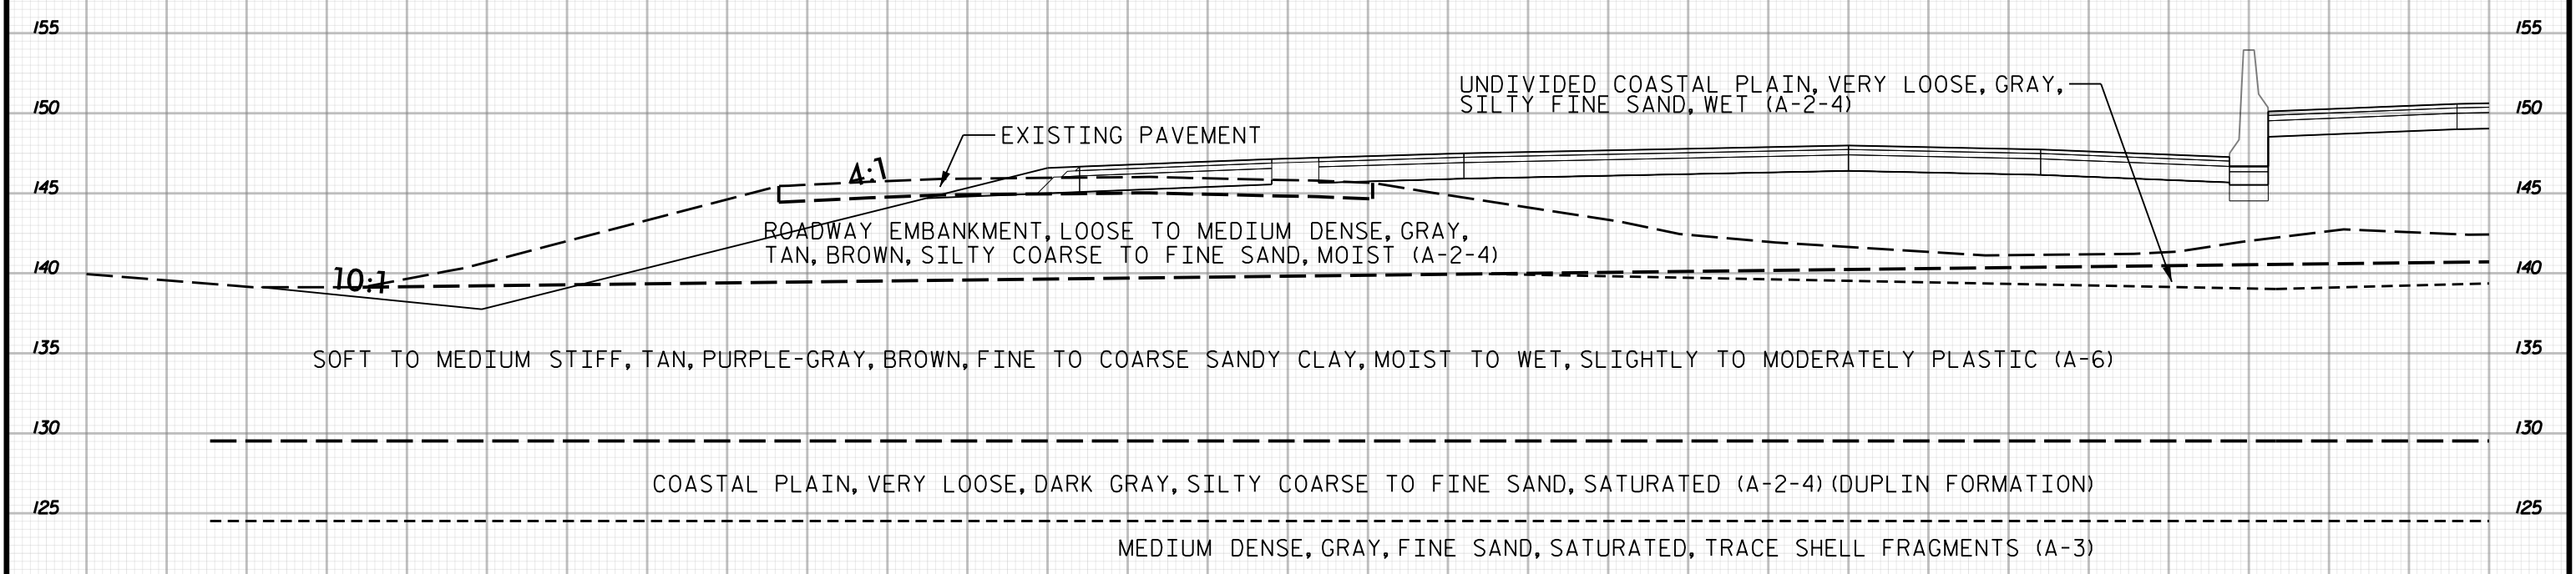 155 155
UNDIVIDED COASTAL PLAIN, VERY LOOSE, GRAY,
SILTY FINE SAND, WET (A-2-4)
150 150
EXISTING PAVEMENT
4:1
145 145
ROADWAY EMBANKMENT, LOOSE TO MEDIUM DENSE, GRAY,
TAN, BROWN, SILTY COARSE TO FINE SAND, MOIST (A-2-4)
140 140
10:1
135 135
SOFT TO MEDIUM STIFF, TAN, PURPLE-GRAY, BROWN, FINE TO COARSE SANDY CLAY, MOIST TO WET, SLIGHTLY TO MODERATELY PLASTIC (A-6)
130 130
COASTAL PLAIN, VERY LOOSE, DARK GRAY, SILTY COARSE TO FINE SAND, SATURATED (A-2-4) (DUPLIN FORMATION)
125 125
MEDIUM DENSE, GRAY, FINE SAND, SATURATED, TRACE SHELL FRAGMENTS (A-3)